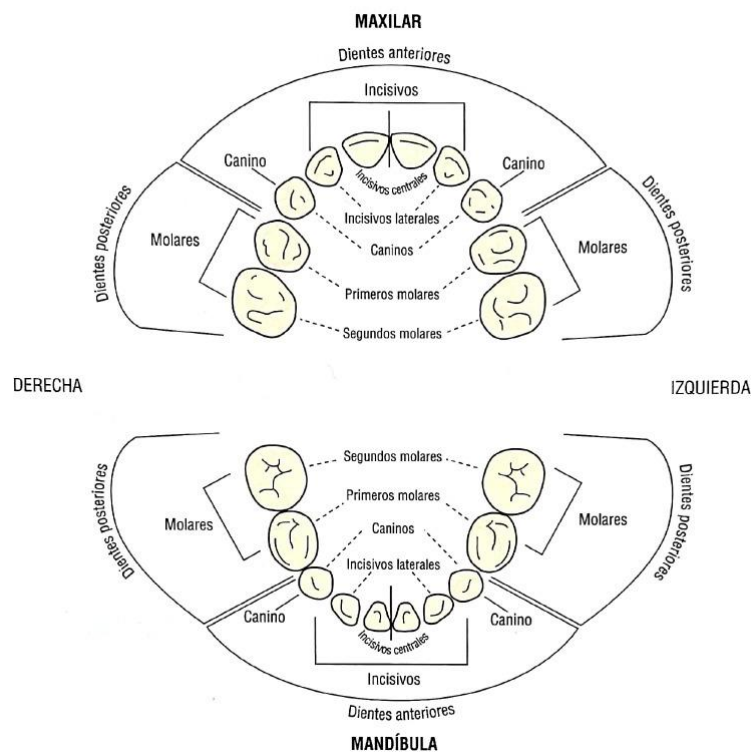 MAXILAR
Dientes anteriores
Incisivos
Canino
Canino
Incisivos centrales
Dientes posteriores
Dientes posteriores
Incisivos laterales
Molares
Caninos
Molares
Primeros molares
Segundos molares
DERECHA
IZQUIERDA
Segundos molares
Dientes posteriores
Dientes posteriores
Primeros molares
Molares
Caninos
Molares
Incisivos laterales
Canino
Canino
Incisivos centrales
Incisivos
Dientes anteriores
MANDÍBULA